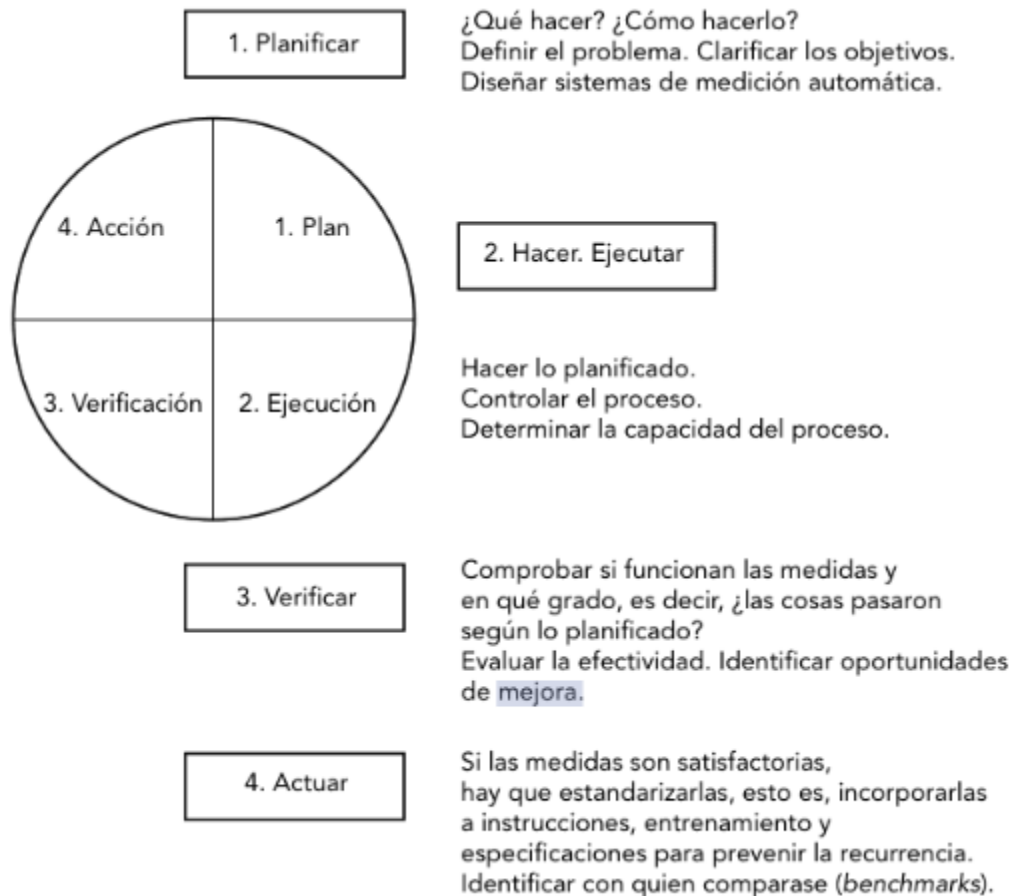 1. Planificar
¿Qué hacer? ¿Cómo hacerlo?
Definir el problema. Clarificar los objetivos.
Diseñar sistemas de medición automática.
4. Acción
1. Plan
3. Verificación
2. Ejecución
2. Hacer. Ejecutar
Hacer lo planificado.
Controlar el proceso.
Determinar la capacidad del proceso.
3. Verificar
Comprobar si funcionan las medidas y
en qué grado, es decir, ¿las cosas pasaron
según lo planificado?
Evaluar la efectividad. Identificar oportunidades
de mejora.
4. Actuar
Si las medidas son satisfactorias,
hay que estandarizarlas, esto es, incorporarlas
a instrucciones, entrenamiento y
especificaciones para prevenir la recurrencia.
Identificar con quien comparase (benchmarks).